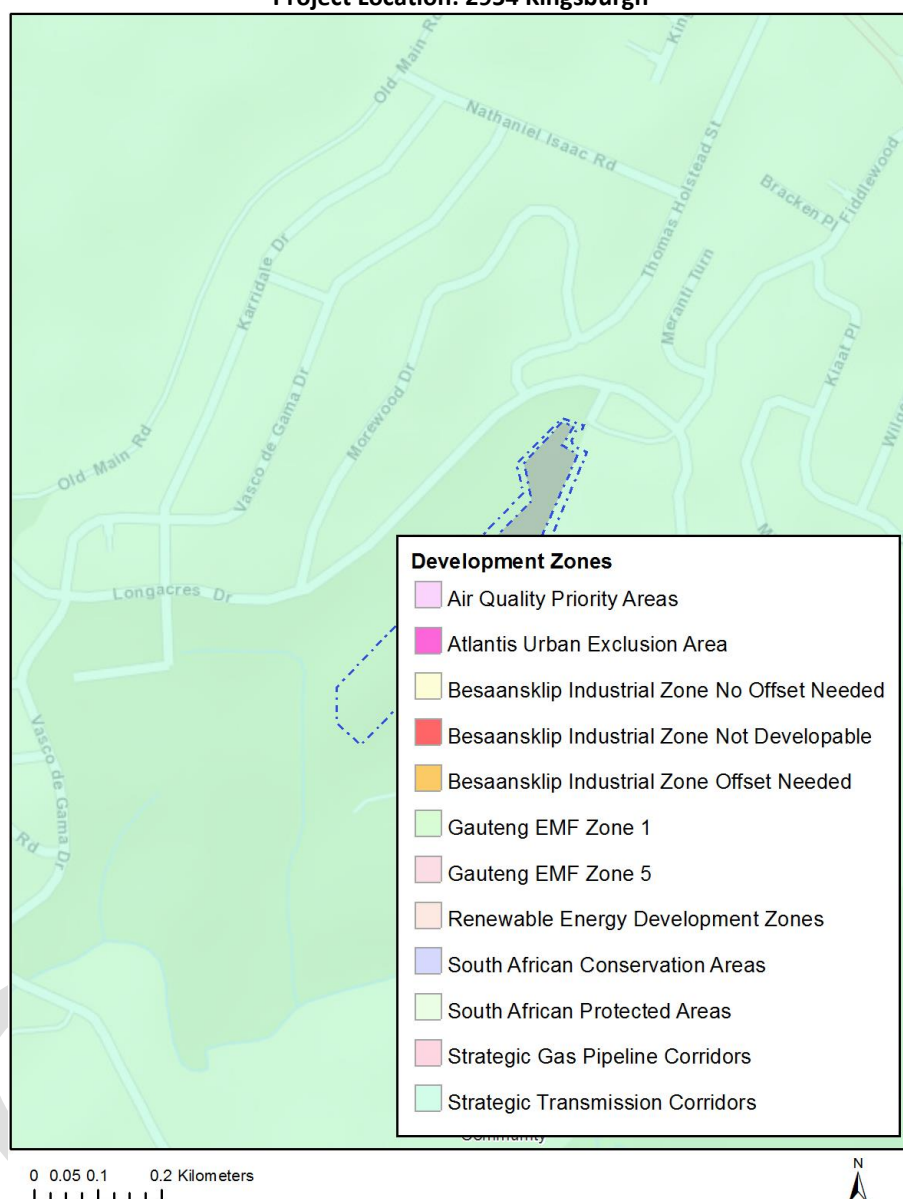 Project Location: 2954 Kingsburgh
Old Main Rd
Nathaniel Isaac Rd
Thomas Holstead St
Bracken Pl
Fiddlewood
Karridale Dr
Meranti Turn
Kiaat Pl
Vasco de Gama Dr
Morewood Dr
Old Main Rd
Longacres Dr
Vasco de Gama Dr
Rd
Development Zones
Air Quality Priority Areas
Atlantis Urban Exclusion Area
Besaansklip Industrial Zone No Offset Needed
Besaansklip Industrial Zone Not Developable
Besaansklip Industrial Zone Offset Needed
Gauteng EMF Zone 1
Gauteng EMF Zone 5
Renewable Energy Development Zones
South African Conservation Areas
South African Protected Areas
Strategic Gas Pipeline Corridors
Strategic Transmission Corridors
Community
0 0.05 0.1 0.2 Kilometers
N